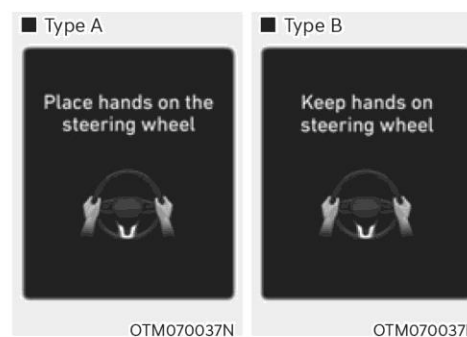 ■ Type A
Place hands on the
steering wheel
OTM070037N
■ Type B
Keep hands on
steering wheel